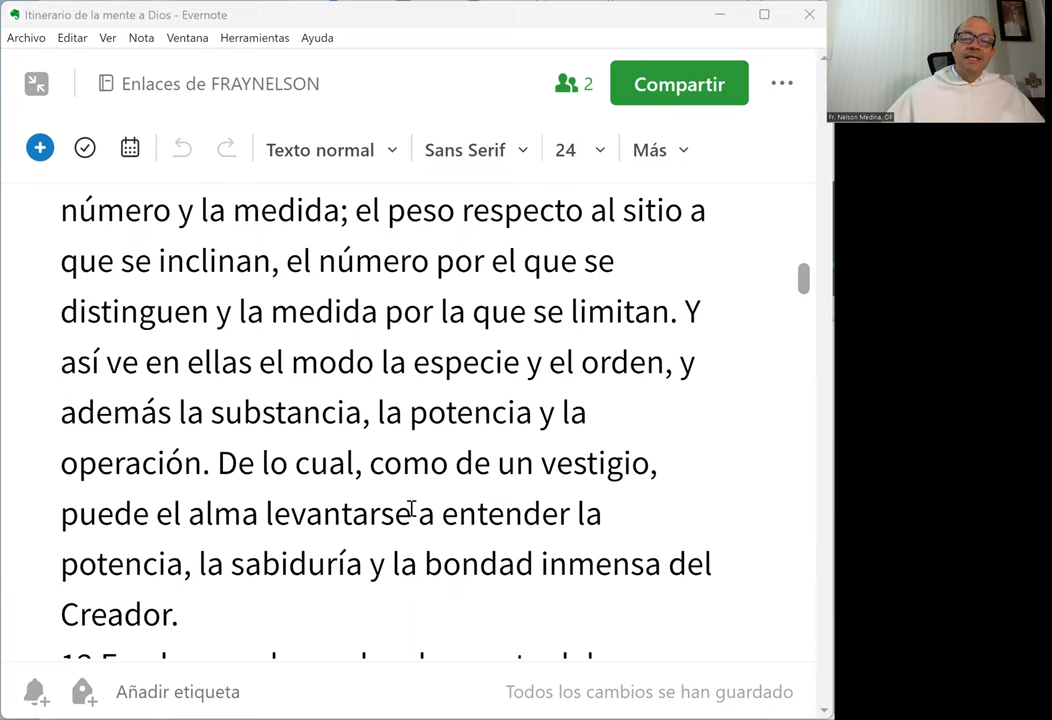 Itinerario de la mente a Dios - Evernote
Archivo Editar Ver Nota Ventana Herramientas Ayuda
Enlaces de FRAYNELSON
2
Compartir
Texto normal
Sans Serif
24
Más
número y la medida; el peso respecto al sitio a
que se inclinan, el número por el que se
distinguen y la medida por la que se limitan. Y
así ve en ellas el modo la especie y el orden, y
además la substancia, la potencia y la
operación. De lo cual, como de un vestigio,
puede el alma levantarse a entender la
potencia, la sabiduría y la bondad inmensa del
Creador.
Añadir etiqueta
Todos los cambios se han guardado
Fr. Nelson Medina, OP